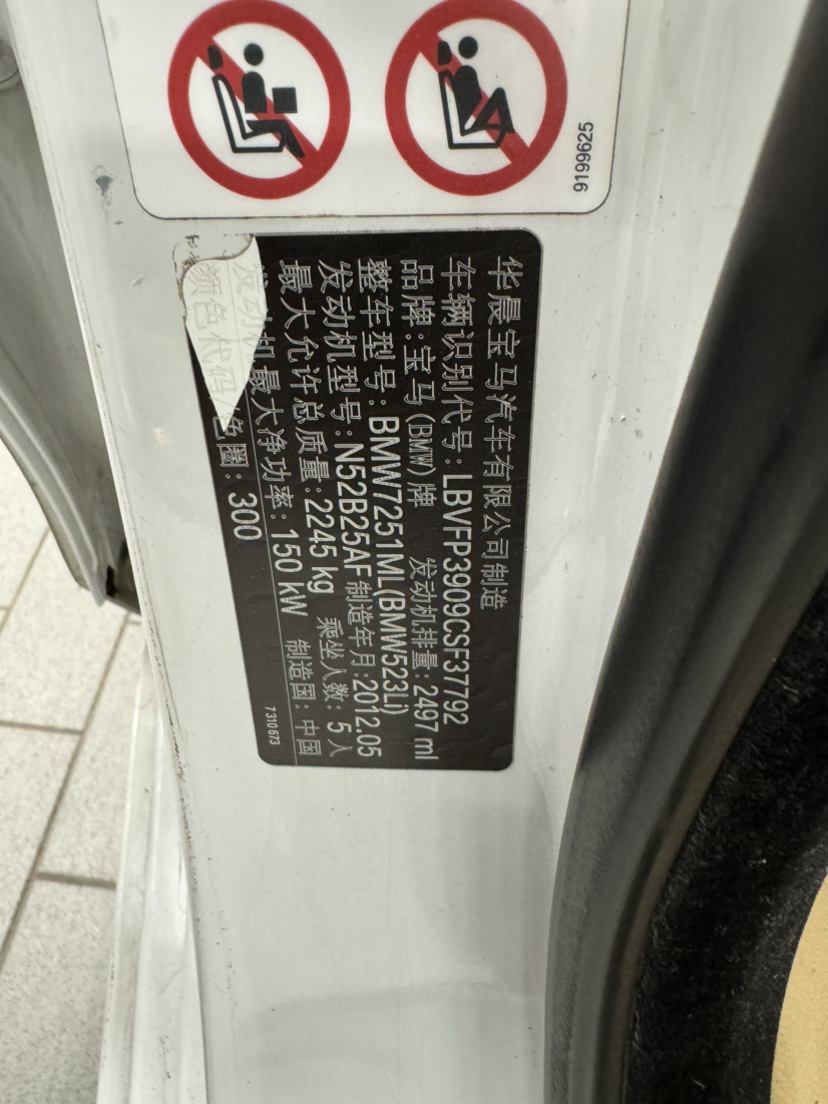 9199625
华晨宝马汽车有限公司制造
车辆识别代号:LBVFP3909CSF37792
品牌:宝马(BMW)牌 发动机排量:2497 ml
整车型号:BMW7251ML(BMW523Li)
发动机型号:N52B25AF 制造年月:2012.05
最大允许总质量:2245 kg 乘坐人数:5人
发动机最大净功率:150 kW 制造国:中国
颜色代码/色圈:300
7310673